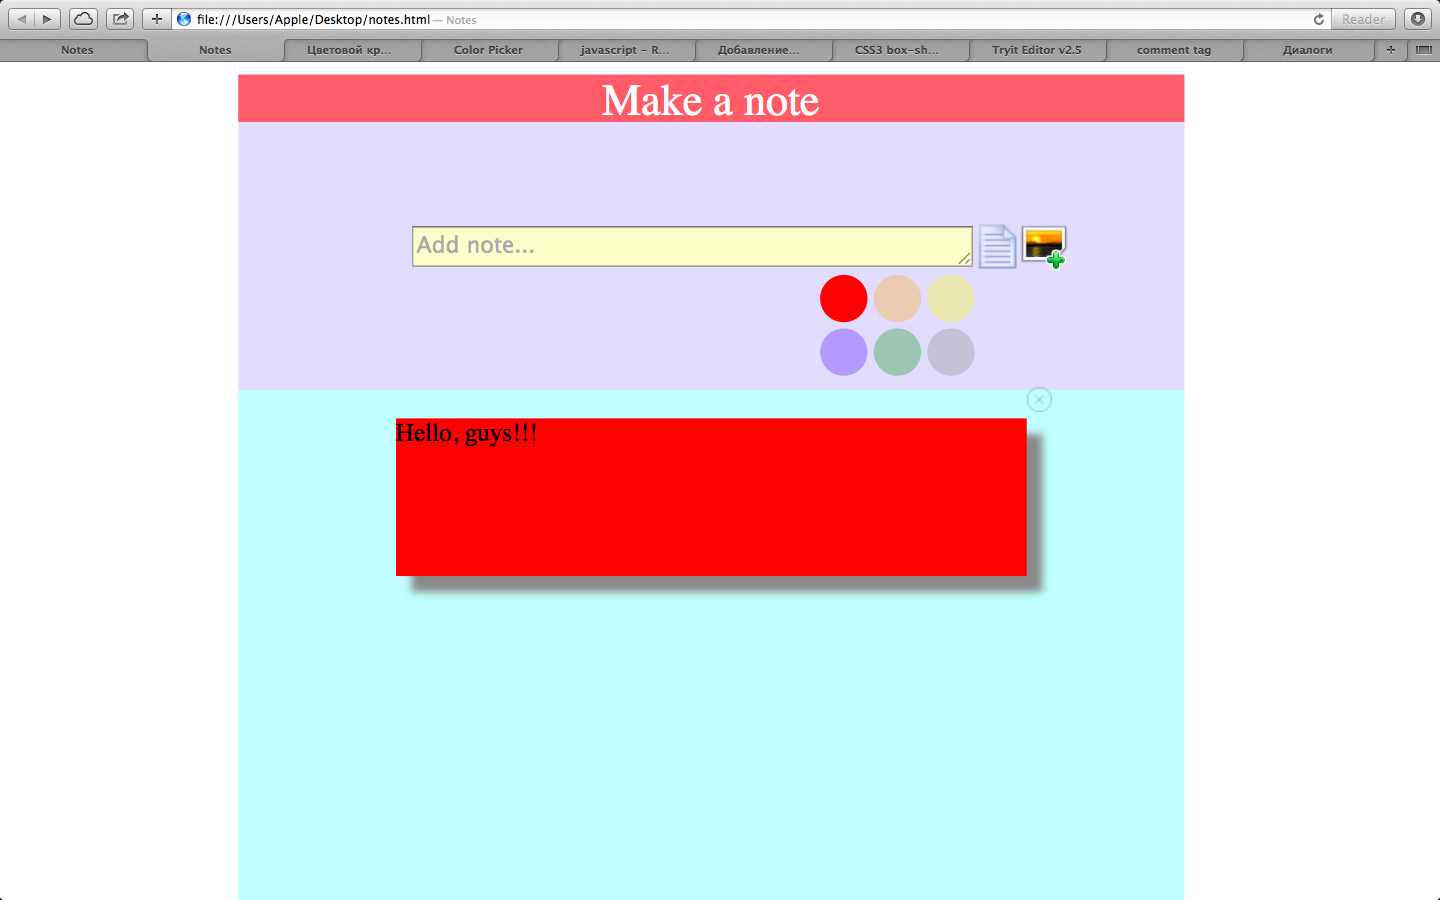 file:///Users/Apple/Desktop/notes.html — Notes
Reader
Notes
Notes
Цветовой кр...
Color Picker
javascript – R...
Добавление...
CSS3 box–sh...
Tryit Editor v2.5
comment tag
Диалоги
Make a note
Add note...
Hello, guys!!!